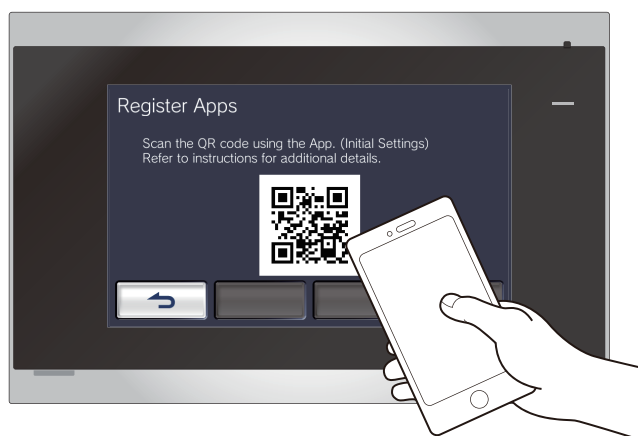 Register Apps
Scan the QR code using the App. (Initial Settings)
Refer to instructions for additional details.